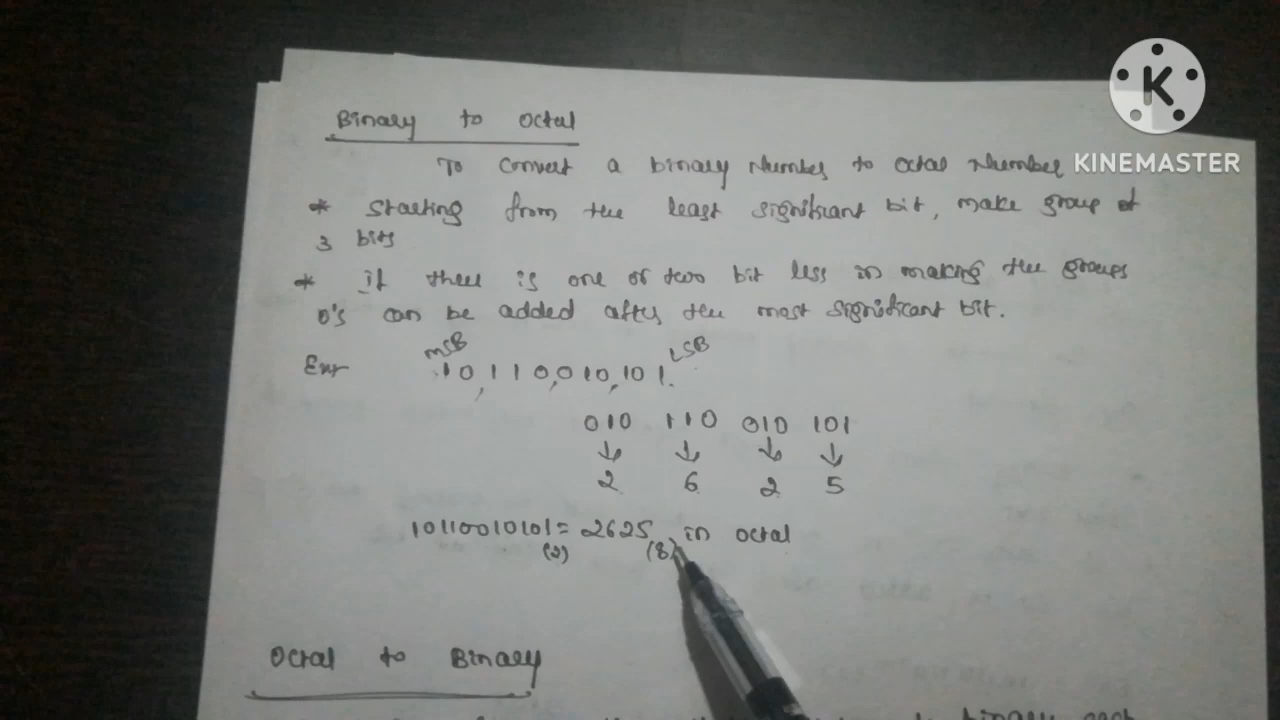 Binary to Octal
To convert a binary Number to octal Number
* Starting from the least significant bit, make group of
3 bits
* if there is one or two bit less in making the groups
0's can be added after the most significant bit.
MSB LSB
Ex 10,110,010,101.
010 110 010 101
↓ ↓ ↓ ↓
2 6 2 5
10110010101 = 2625 in octal
(2) (8)
Octal to Binary
binary each
K
KINEMASTER